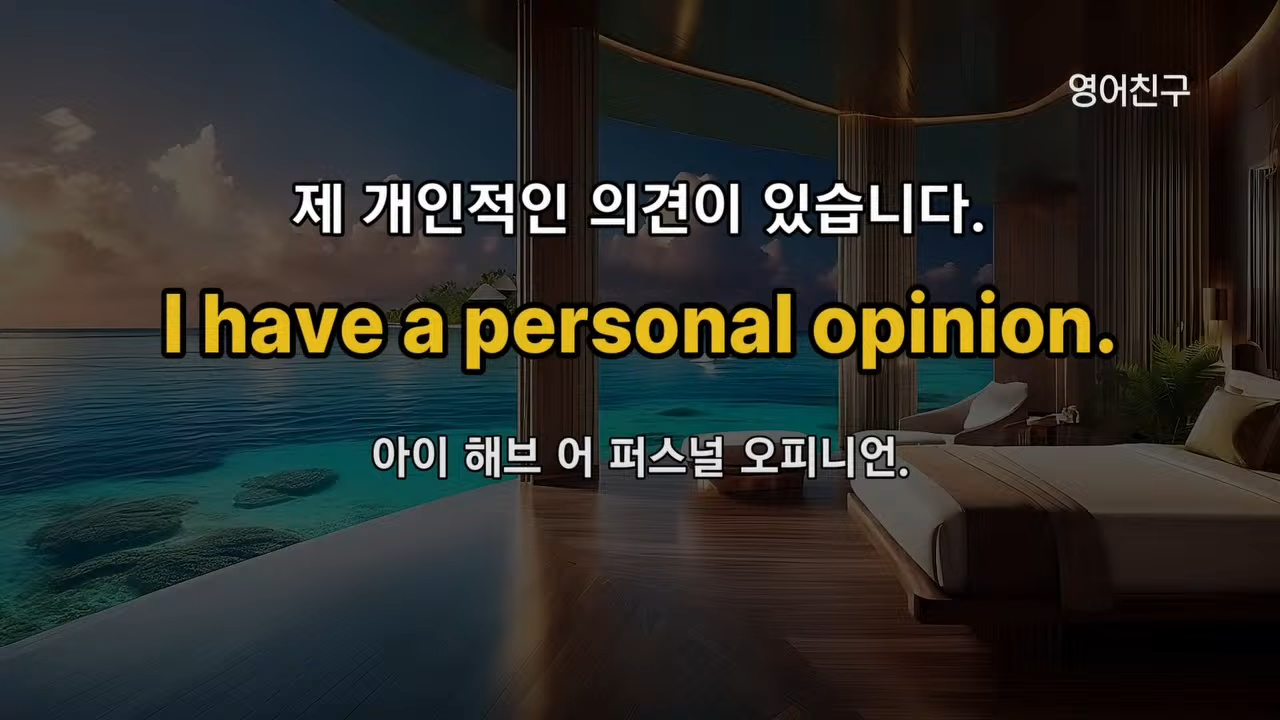 영어친구
제 개인적인 의견이 있습니다.
I have a personal opinion.
아이 해브 어 퍼스널 오피니언.